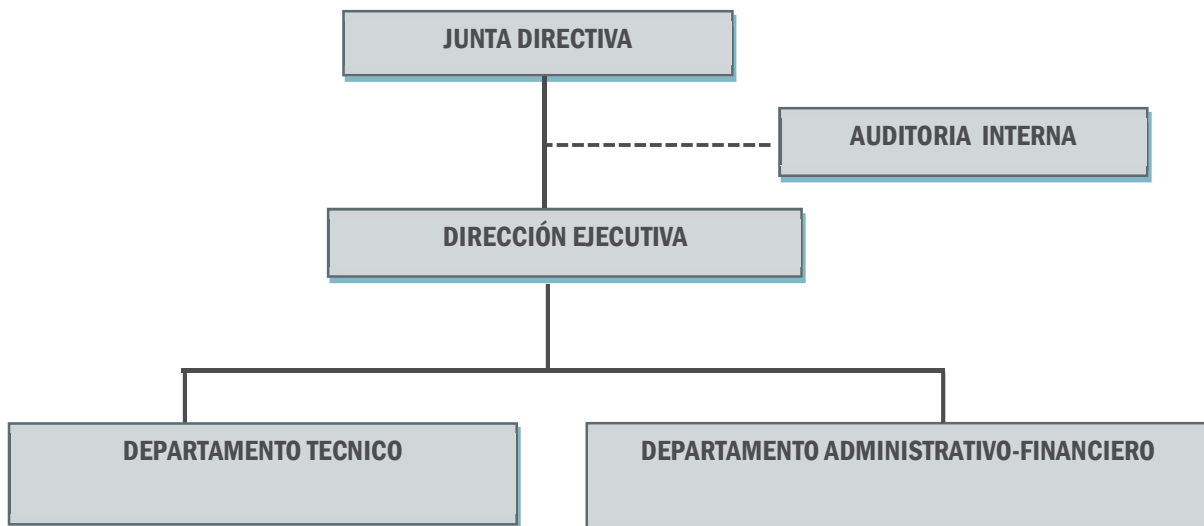 JUNTA DIRECTIVA
AUDITORIA INTERNA
DIRECCIÓN EJECUTIVA
DEPARTAMENTO TECNICO
DEPARTAMENTO ADMINISTRATIVO-FINANCIERO